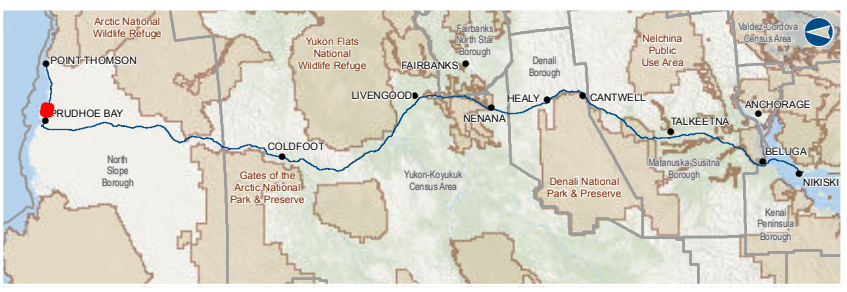 Arctic National
Wildlife Refuge
POINT THOMSON
PRUDHOE BAY
North
Slope
Borough
COLDFOOT
Gates of the
Arctic National
Park & Preserve
Yukon Flats
National
Wildlife Refuge
LIVENGOOD
Fairbanks
North Star
Borough
FAIRBANKS
NENANA
Yukon-Koyukuk
Census Area
Denali
Borough
HEALY
CANTWELL
Denali National
Park & Preserve
Nelchina
Public
Use Area
TALKEETNA
Matanuska-Susitna
Borough
Valdez-Cordova
Census Area
ANCHORAGE
BELUGA
NIKISKI
Kenai
Peninsula
Borough